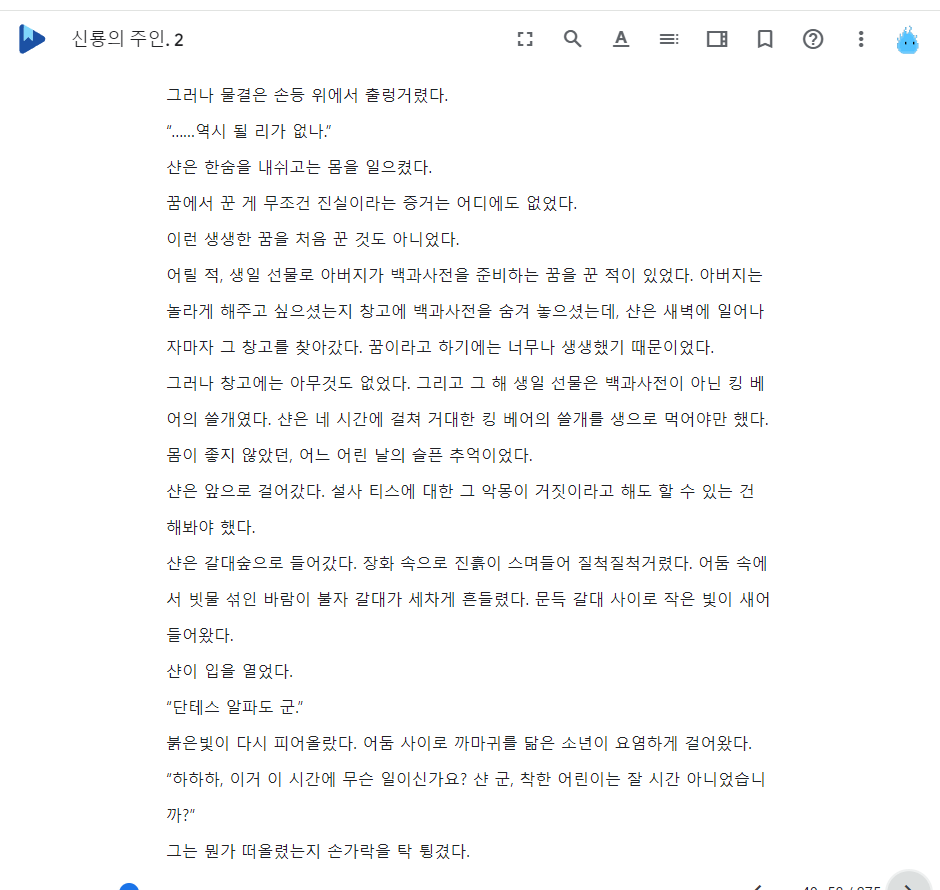 신룡의 주인. 2
그러나 물결은 손등 위에서 출렁거렸다.
“......역시 될 리가 없나.”
샨은 한숨을 내쉬고는 몸을 일으켰다.
꿈에서 꾼 게 무조건 진실이라는 증거는 어디에도 없었다.
이런 생생한 꿈을 처음 꾼 것도 아니었다.
어릴 적, 생일 선물로 아버지가 백과사전을 준비하는 꿈을 꾼 적이 있었다. 아버지는
놀라게 해주고 싶으셨는지 창고에 백과사전을 숨겨 놓으셨는데, 샨은 새벽에 일어나
자마자 그 창고를 찾아갔다. 꿈이라고 하기에는 너무나 생생했기 때문이었다.
그러나 창고에는 아무것도 없었다. 그리고 그 해 생일 선물은 백과사전이 아닌 킹 베
어의 쓸개였다. 샨은 네 시간에 걸쳐 거대한 킹 베어의 쓸개를 생으로 먹어야만 했다.
몸이 좋지 않았던, 어느 어린 날의 슬픈 추억이었다.
샨은 앞으로 걸어갔다. 설사 티스에 대한 그 악몽이 거짓이라고 해도 할 수 있는 건
해봐야 했다.
샨은 갈대숲으로 들어갔다. 장화 속으로 진흙이 스며들어 질척질척거렸다. 어둠 속에
서 빗물 섞인 바람이 불자 갈대가 세차게 흔들렸다. 문득 갈대 사이로 작은 빛이 새어
들어왔다.
샨이 입을 열었다.
“단테스 알파도 군.”
붉은빛이 다시 피어올랐다. 어둠 사이로 까마귀를 닮은 소년이 요염하게 걸어왔다.
“하하하, 이거 이 시간에 무슨 일이신가요? 샨 군, 착한 어린이는 잘 시간 아니었습니
까?”
그는 뭔가 떠올렸는지 손가락을 탁 튕겼다.